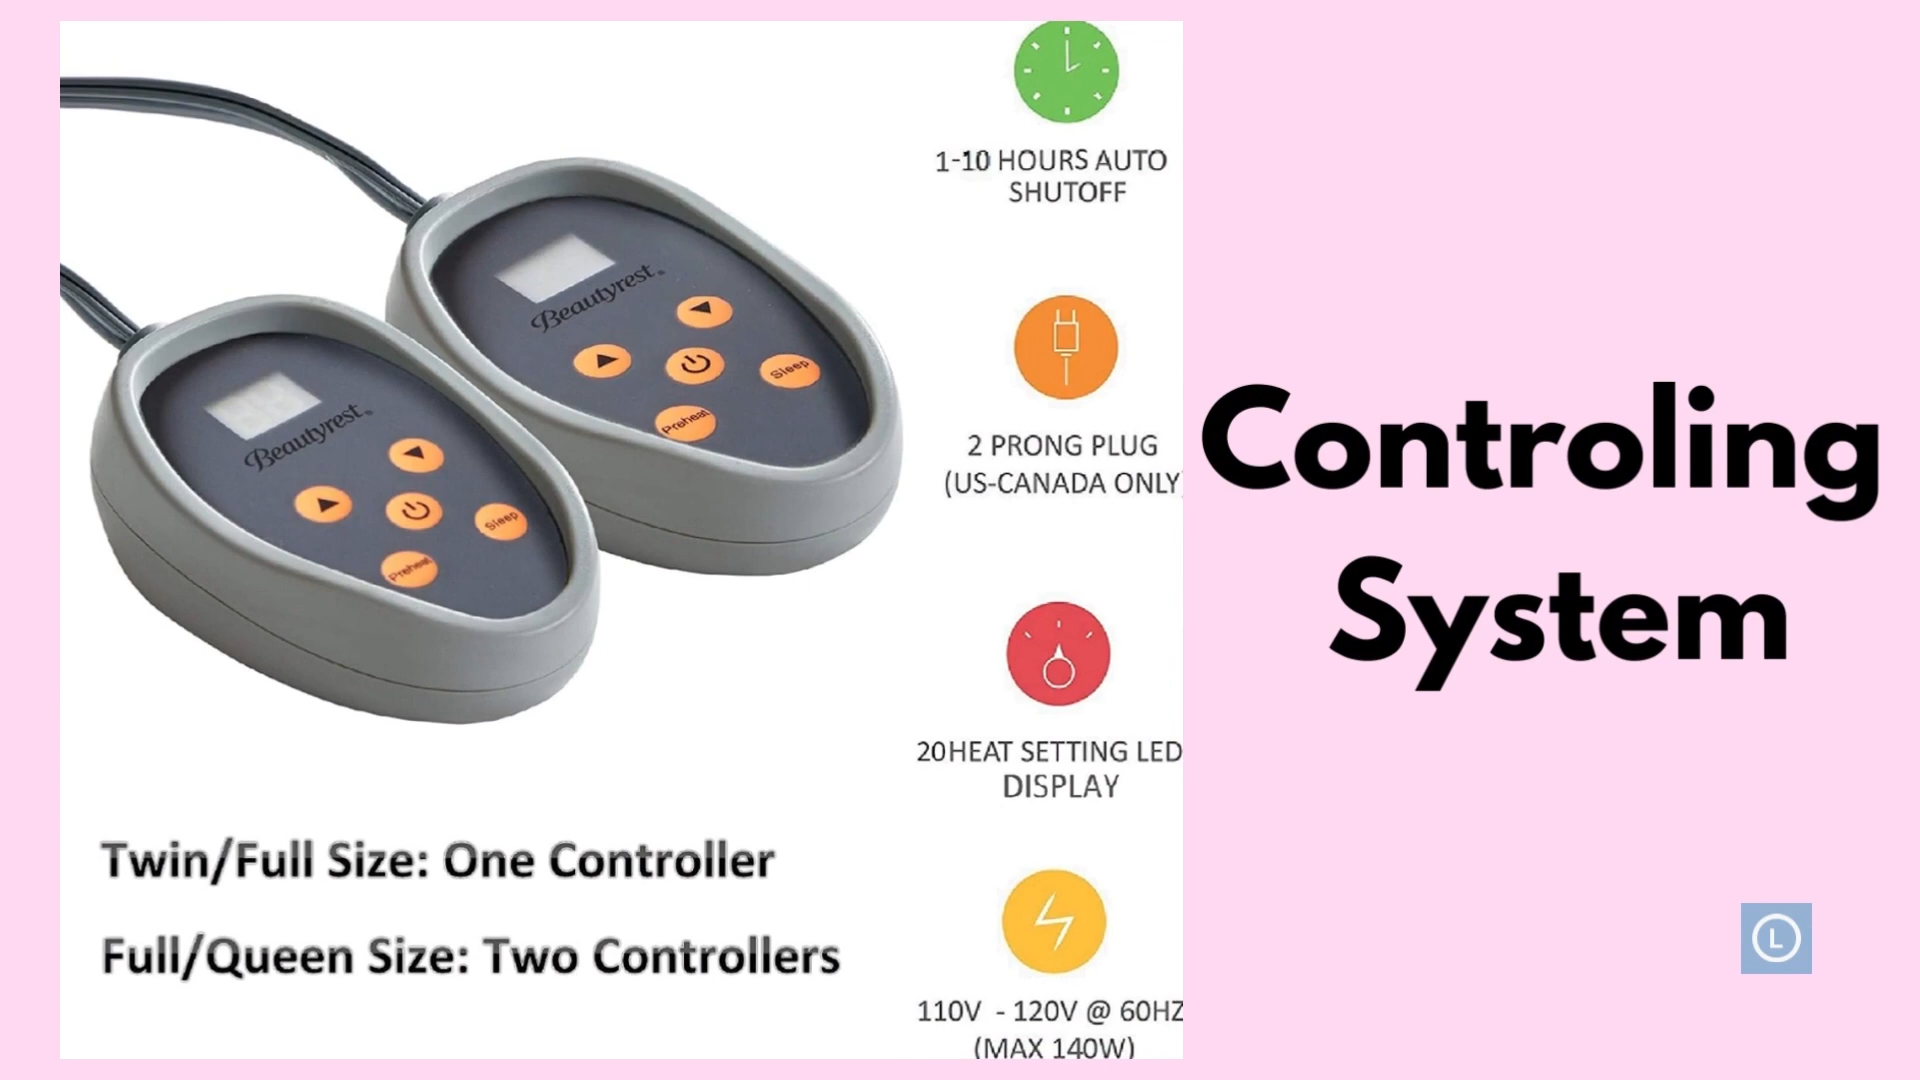 1-10 HOURS AUTO
SHUTOFF
Beautyrest®
Sleep
Preheat
Beautyrest®
Sleep
Preheat
2 PRONG PLUG
(US-CANADA ONLY)
Controling
System
20HEAT SETTING LED
DISPLAY
Twin/Full Size: One Controller
Full/Queen Size: Two Controllers
110V - 120V @ 60HZ
(MAX 140W)
L